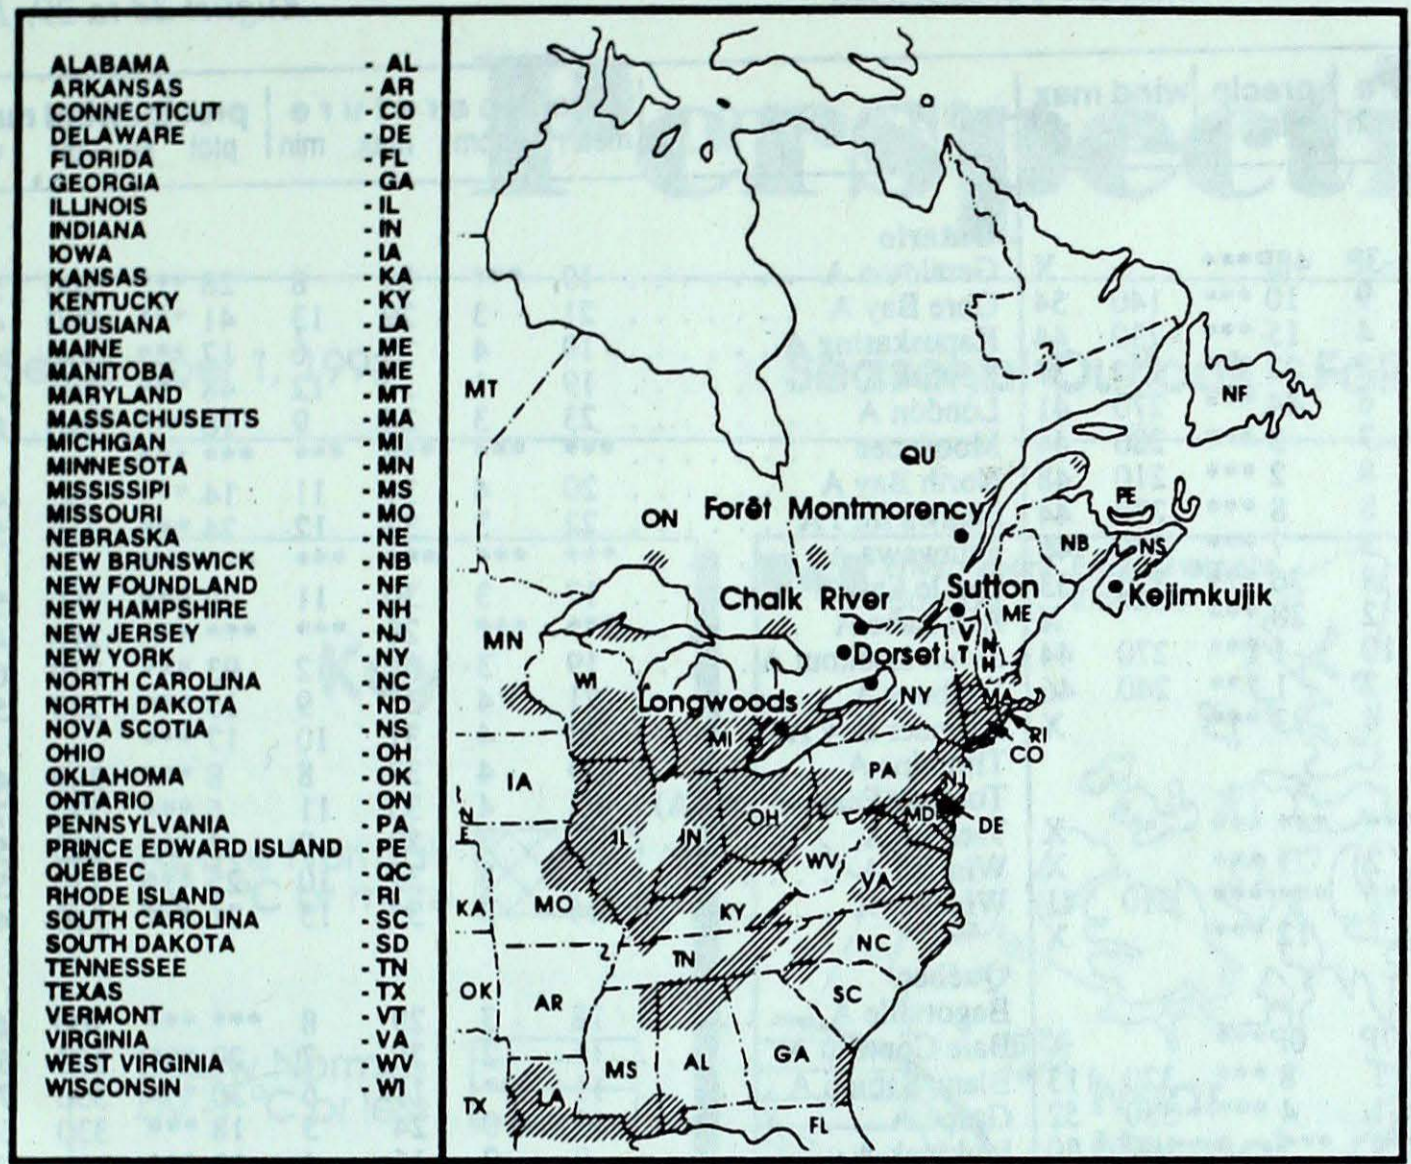 ALABAMA - AL
ARKANSAS - AR
CONNECTICUT - CO
DELAWARE - DE
FLORIDA - FL
GEORGIA - GA
ILLINOIS - IL
INDIANA - IN
IOWA - IA
KANSAS - KA
KENTUCKY - KY
LOUSIANA - LA
MAINE - ME
MANITOBA - ME
MARYLAND - MT
MASSACHUSETTS - MA
MICHIGAN - MI
MINNESOTA - MN
MISSISSIPI - MS
MISSOURI - MO
NEBRASKA - NE
NEW BRUNSWICK - NB
NEW FOUNDLAND - NF
NEW HAMPSHIRE - NH
NEW JERSEY - NJ
NEW YORK - NY
NORTH CAROLINA - NC
NORTH DAKOTA - ND
NOVA SCOTIA - NS
OHIO - OH
OKLAHOMA - OK
ONTARIO - ON
PENNSYLVANIA - PA
PRINCE EDWARD ISLAND - PE
QUÉBEC - QC
RHODE ISLAND - RI
SOUTH CAROLINA - SC
SOUTH DAKOTA - SD
TENNESSEE - TN
TEXAS - TX
VERMONT - VT
VIRGINIA - VA
WEST VIRGINIA - WV
WISCONSIN - WI
MT
NF
QU
ON
Forêt Montmorency
PE
NB
NS
Chalk River
Sutton
Kejimkujik
ME
MN
VT
NH
Dorset
WI
Longwoods
NY
MA
MI
RI
CO
IA
PA
NJ
NE
IL
IN
OH
MD
DE
WV
VA
KA
MO
KY
NC
TN
OK
AR
SC
MS
AL
GA
TX
LA
FL